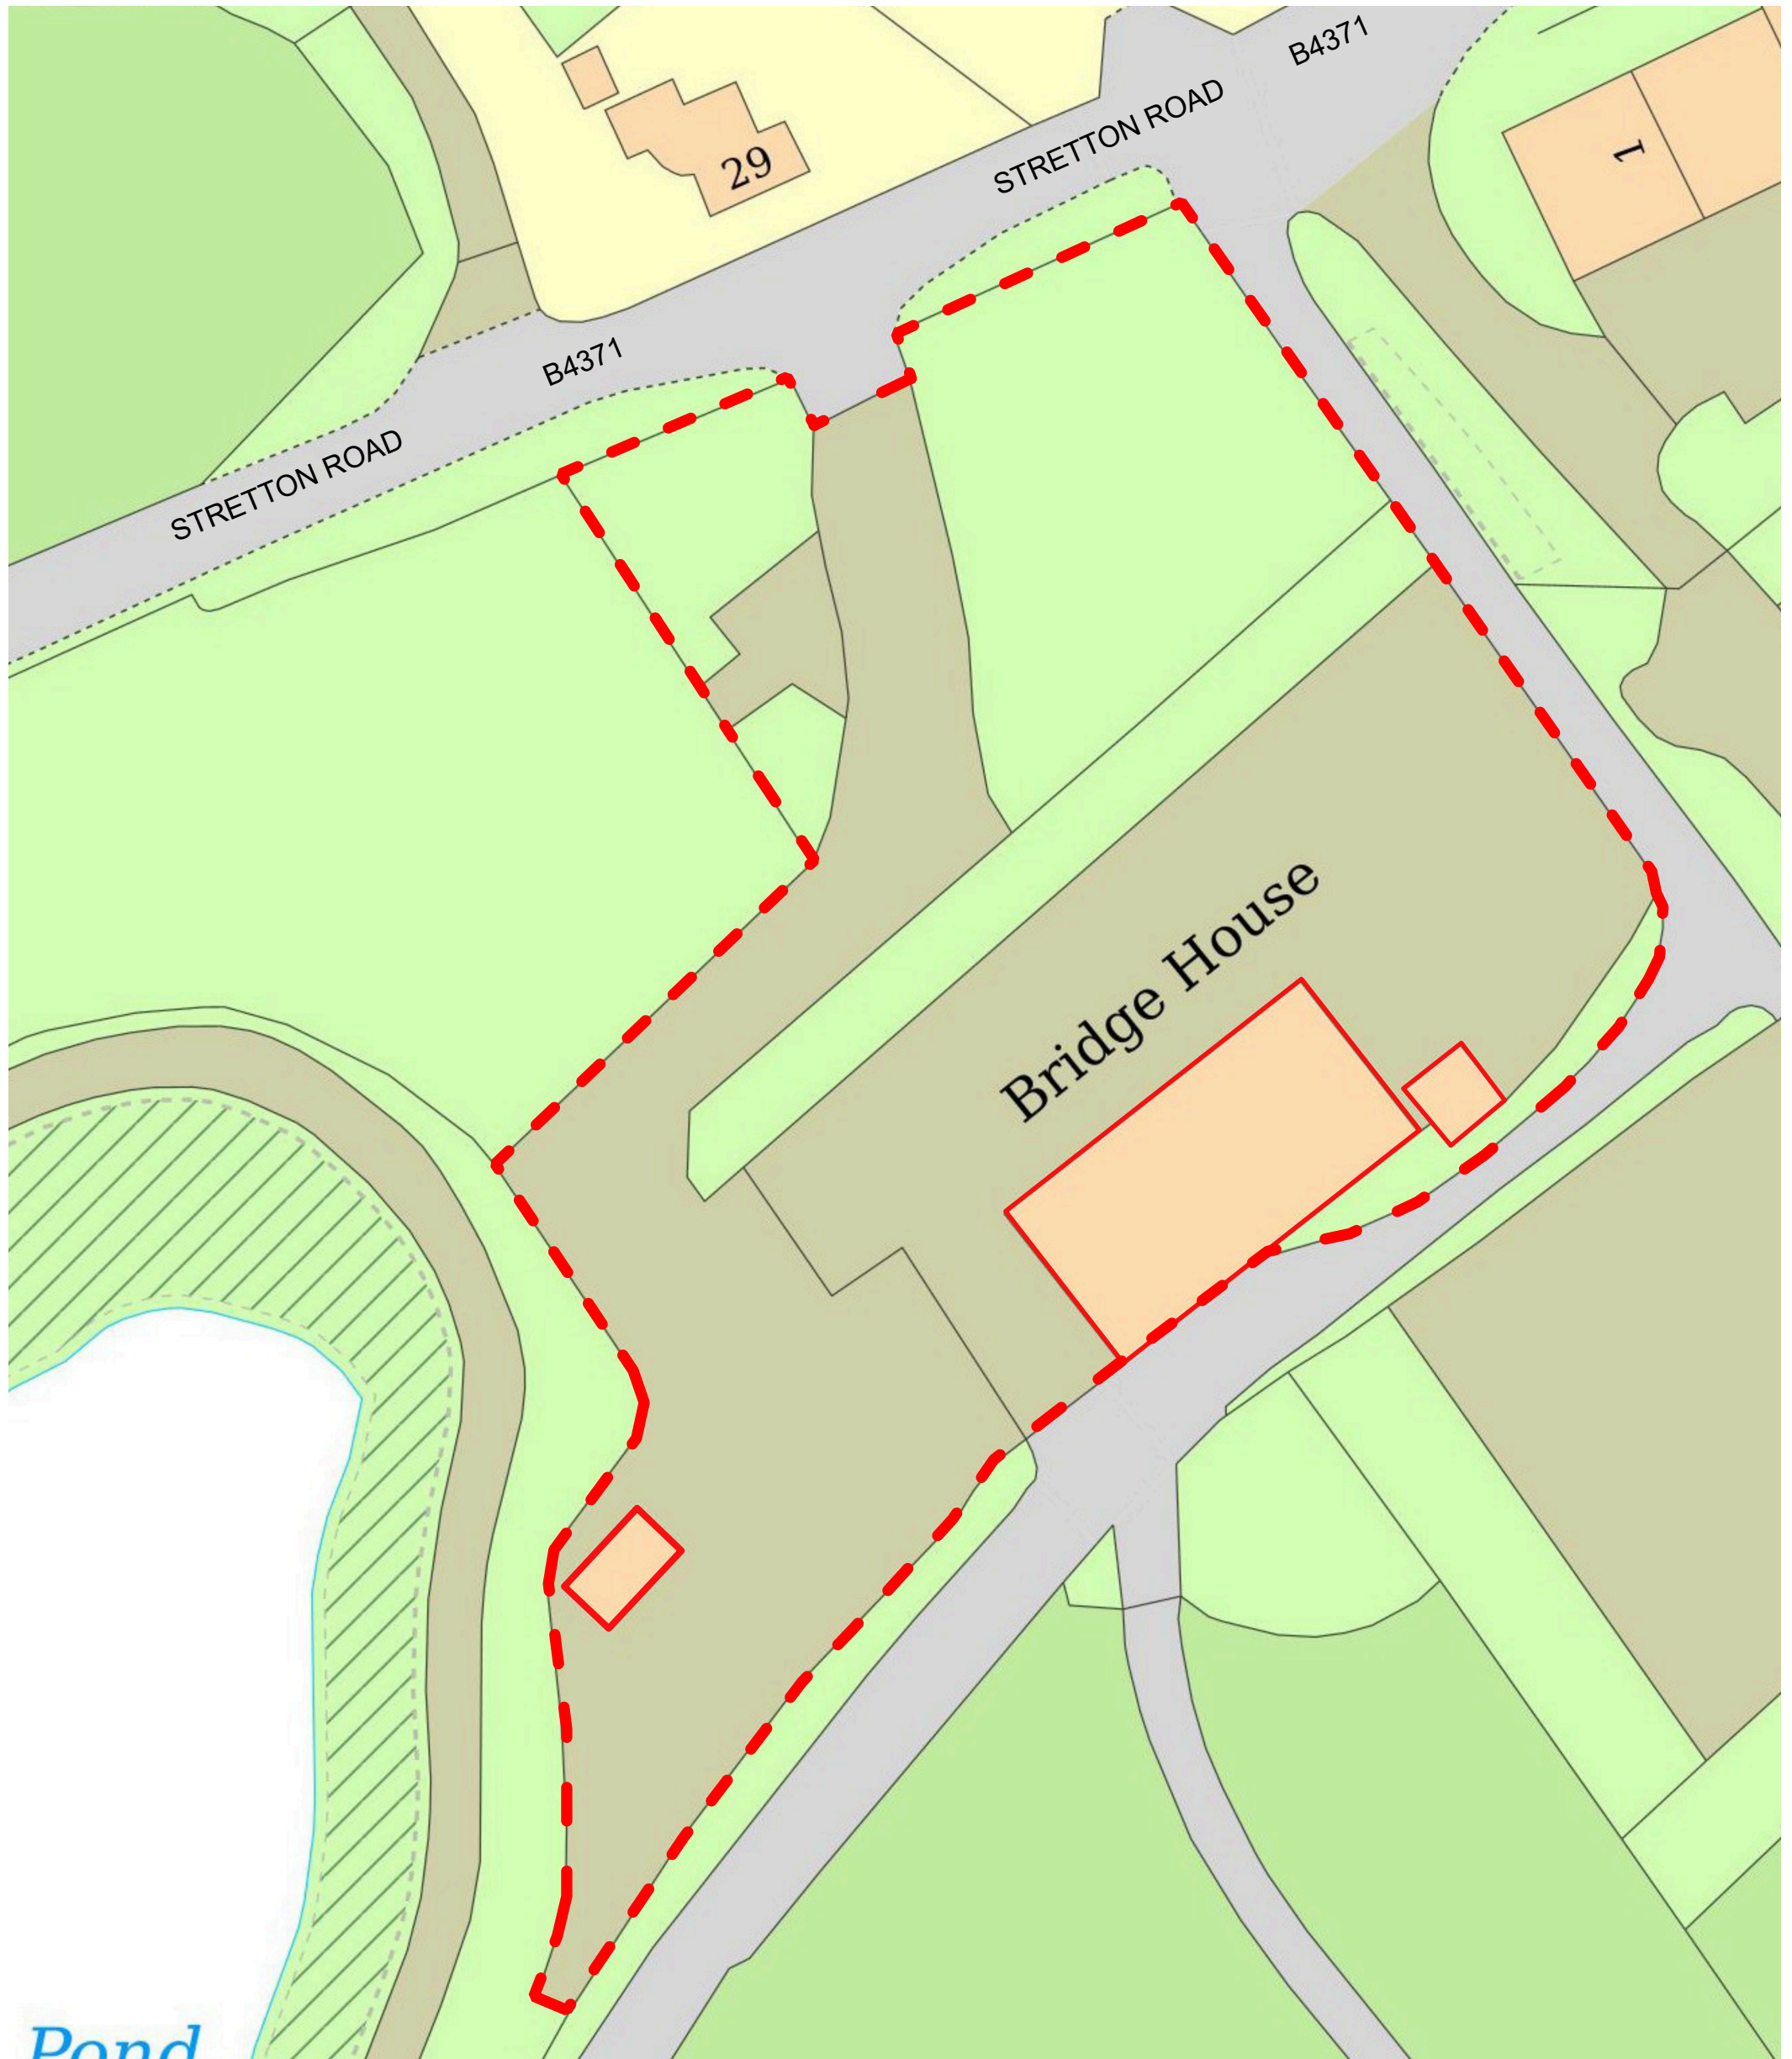 B4371
STRETTON ROAD
29
1
B4371
STRETTON ROAD
Bridge House
Pond